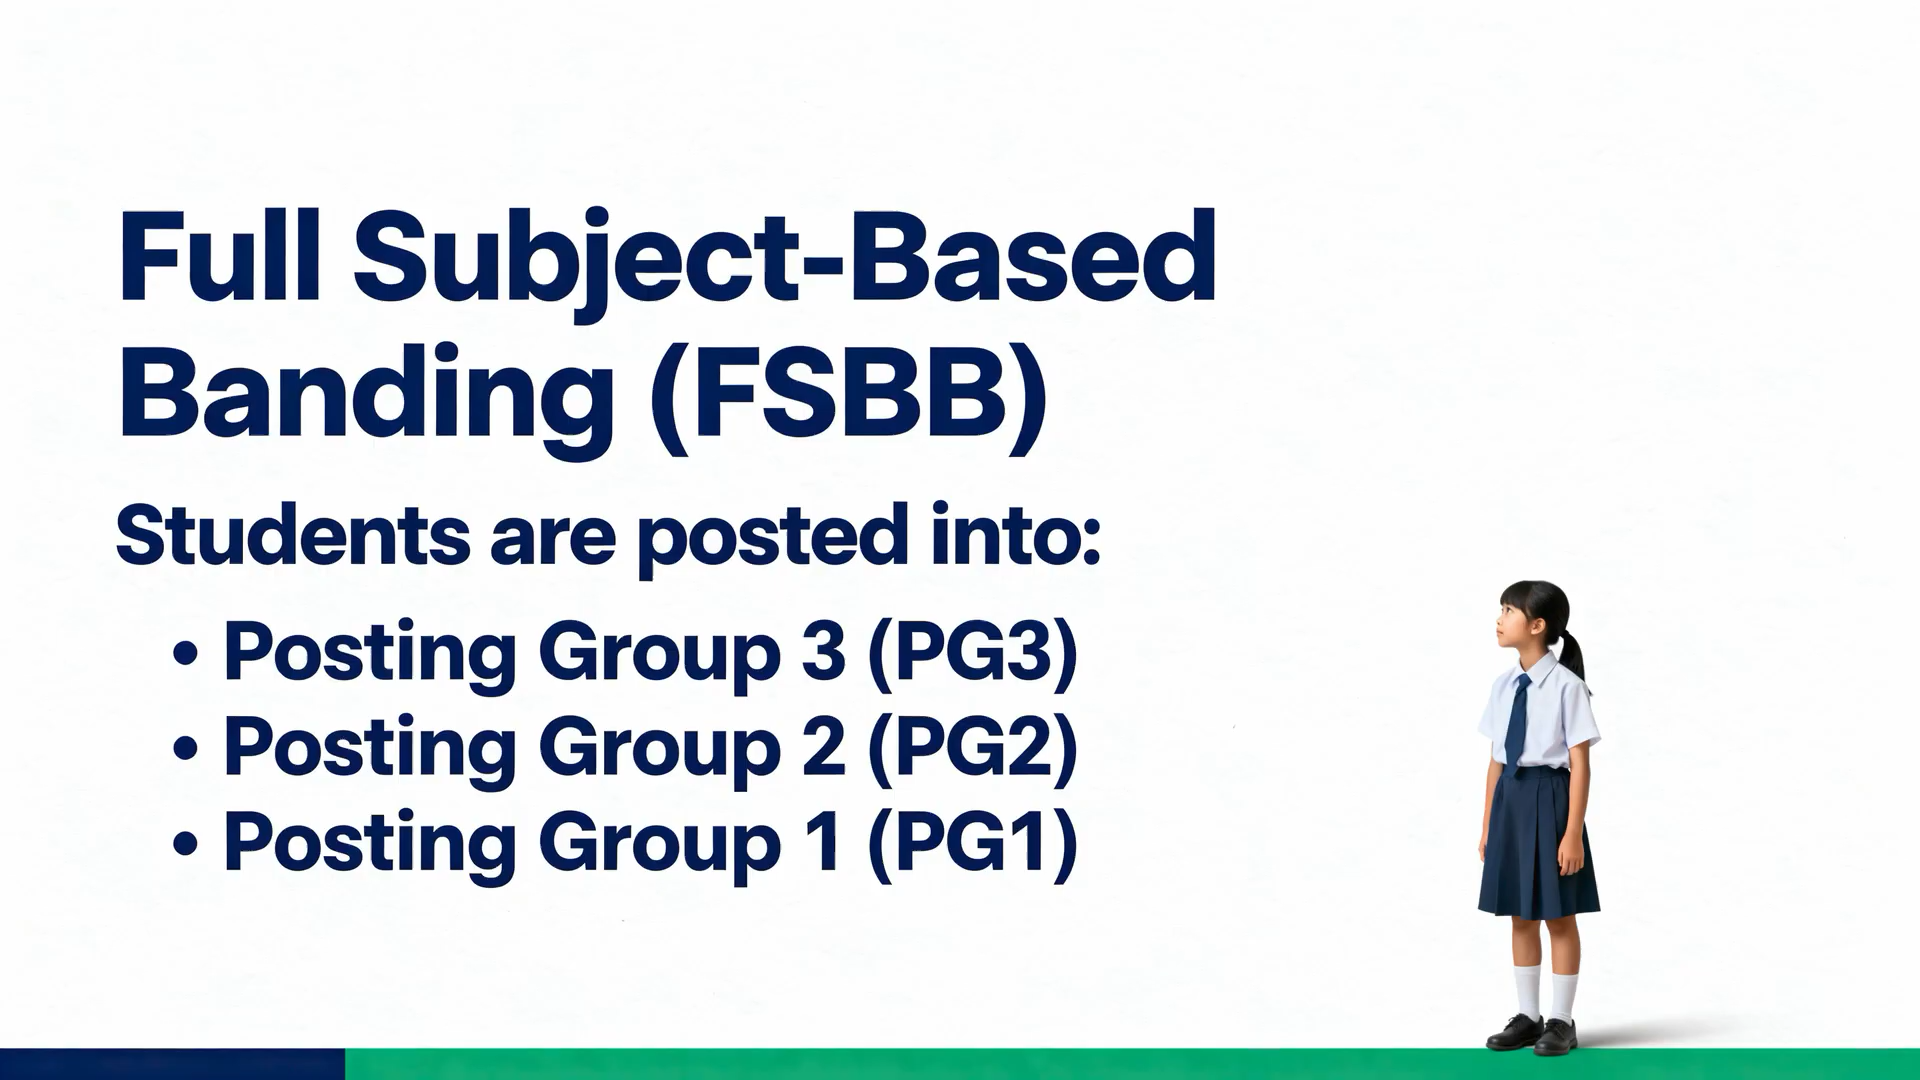 Full Subject-Based
Banding (FSBB)
Students are posted into:
• Posting Group 3 (PG3)
• Posting Group 2 (PG2)
• Posting Group 1 (PG1)